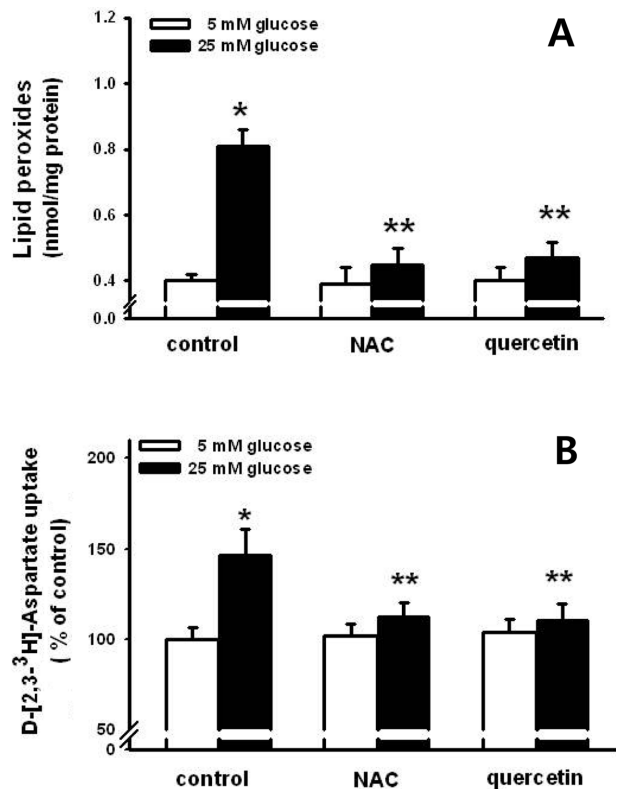 A
5 mM glucose
25 mM glucose
Lipid peroxides
(nmol/mg protein)
1.2
1.0
0.8
0.6
0.4
0.0
*
**
**
control
NAC
quercetin
B
5 mM glucose
25 mM glucose
D-[2,3-³H]-Aspartate uptake
( % of control)
200
150
100
50
0
*
**
**
control
NAC
quercetin